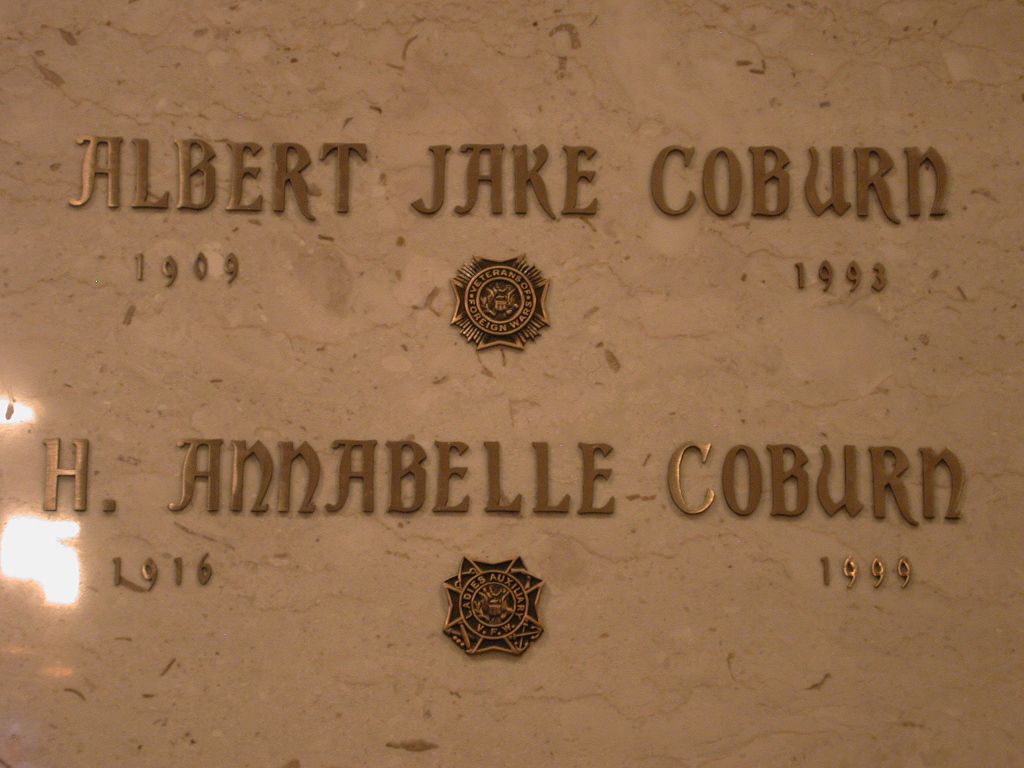 ALBERT JAKE COBURN
1909 1993
VETERANS OF FOREIGN WARS
H. ANNABELLE COBURN
1916 1999
LADIES AUXILIARY
V.F.W.